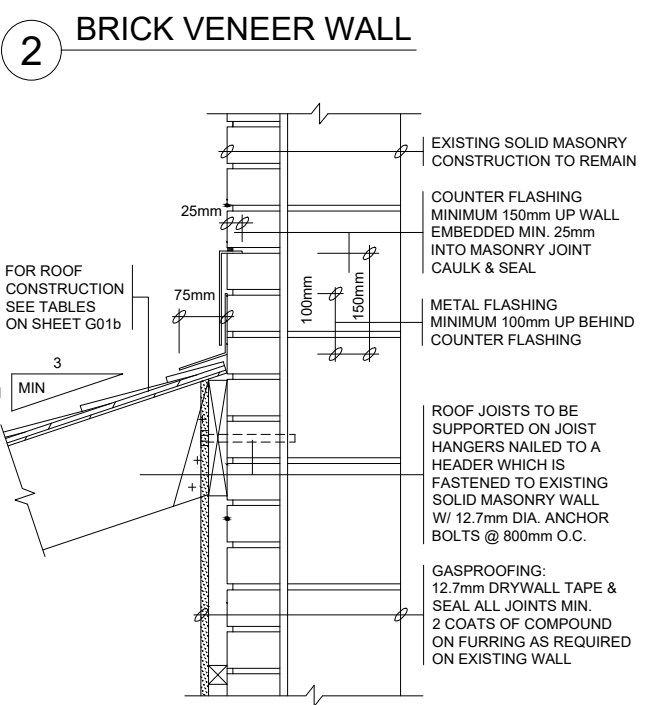 2
BRICK VENEER WALL
EXISTING SOLID MASONRY
CONSTRUCTION TO REMAIN
COUNTER FLASHING
MINIMUM 150mm UP WALL
EMBEDDED MIN. 25mm
INTO MASONRY JOINT
CAULK & SEAL
25mm
FOR ROOF
CONSTRUCTION
SEE TABLES
ON SHEET G01b
75mm
100mm
150mm
METAL FLASHING
MINIMUM 100mm UP BEHIND
COUNTER FLASHING
3
MIN
ROOF JOISTS TO BE
SUPPORTED ON JOIST
HANGERS NAILED TO A
HEADER WHICH IS
FASTENED TO EXISTING
SOLID MASONRY WALL
W/ 12.7mm DIA. ANCHOR
BOLTS @ 800mm O.C.
GASPROOFING:
12.7mm DRYWALL TAPE &
SEAL ALL JOINTS MIN.
2 COATS OF COMPOUND
ON FURRING AS REQUIRED
ON EXISTING WALL